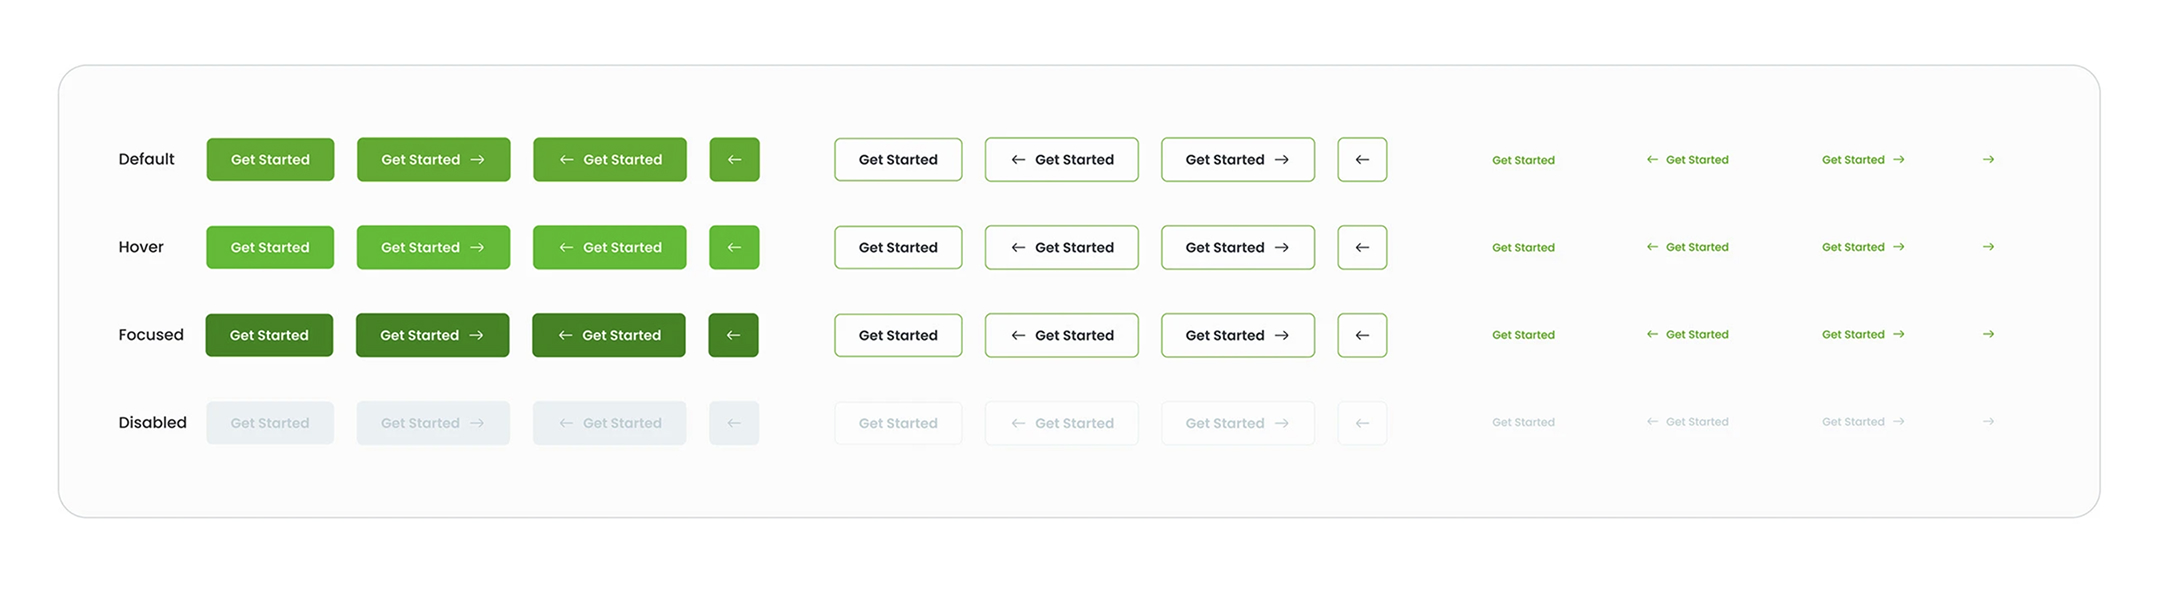 Default Get Started Get Started → ← Get Started ← Get Started ← Get Started Get Started → ← Get Started ← Get Started Get Started → →
Hover Get Started Get Started → ← Get Started ← Get Started ← Get Started Get Started → ← Get Started ← Get Started Get Started → →
Focused Get Started Get Started → ← Get Started ← Get Started ← Get Started Get Started → ← Get Started ← Get Started Get Started → →
Disabled Get Started Get Started → ← Get Started ← Get Started ← Get Started Get Started → ← Get Started ← Get Started Get Started → →